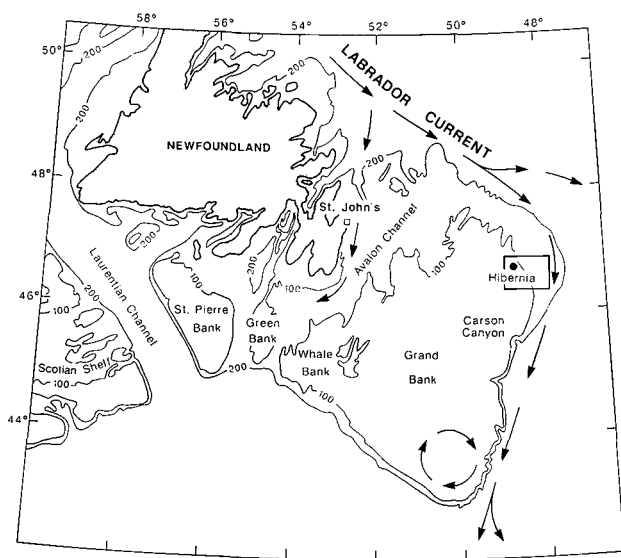 58°
56°
54°
52°
50°
48°
50°
48°
46°
44°
200
200
LABRADOR CURRENT
NEWFOUNDLAND
200
St. John's
Avalon Channel
200
200
100
100
Hibernia
Laurentian Channel
200
100
100
St. Pierre
Bank
Green
Bank
Whale
Bank
Grand
Bank
Carson
Canyon
Scotian Shelf
100
200
100